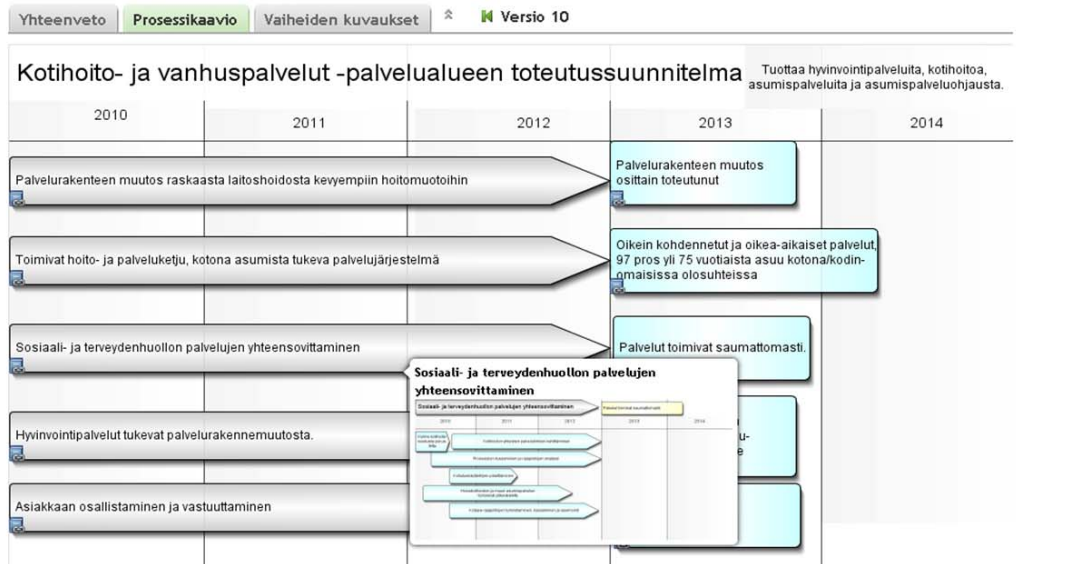 Yhteenveto Prosessikaavio Vaiheiden kuvaukset Versio 10
Kotihoito- ja vanhuspalvelut -palvelualueen toteutussuunnitelma
Tuottaa hyvinvointipalveluita, kotihoitoa,
asumispalveluita ja asumispalveluohjausta.
2010 2011 2012 2013 2014
Palvelurakenteen muutos raskaasta laitoshoidosta kevyempiin hoitomuotoihin
Palvelurakenteen muutos
osittain toteutunut
Toimivat hoito- ja palveluketju, kotona asumista tukeva palvelujärjestelmä
Oikein kohdennetut ja oikea-aikaiset palvelut,
97 pros yli 75 vuotiaista asuu kotona/kodin-
omaisissa olosuhteissa
Sosiaali- ja terveydenhuollon palvelujen yhteensovittaminen
Palvelut toimivat saumattomasti.
Sosiaali- ja terveydenhuollon palvelujen
yhteensovittaminen
Sosiaali- ja terveydenhuollon palvelujen yhteensovittaminen
2010 2011 2012 2013 2014
Hyvinvointipalvelut tukevat palvelurakennemuutosta.
u-
e
Asiakkaan osallistaminen ja vastuuttaminen